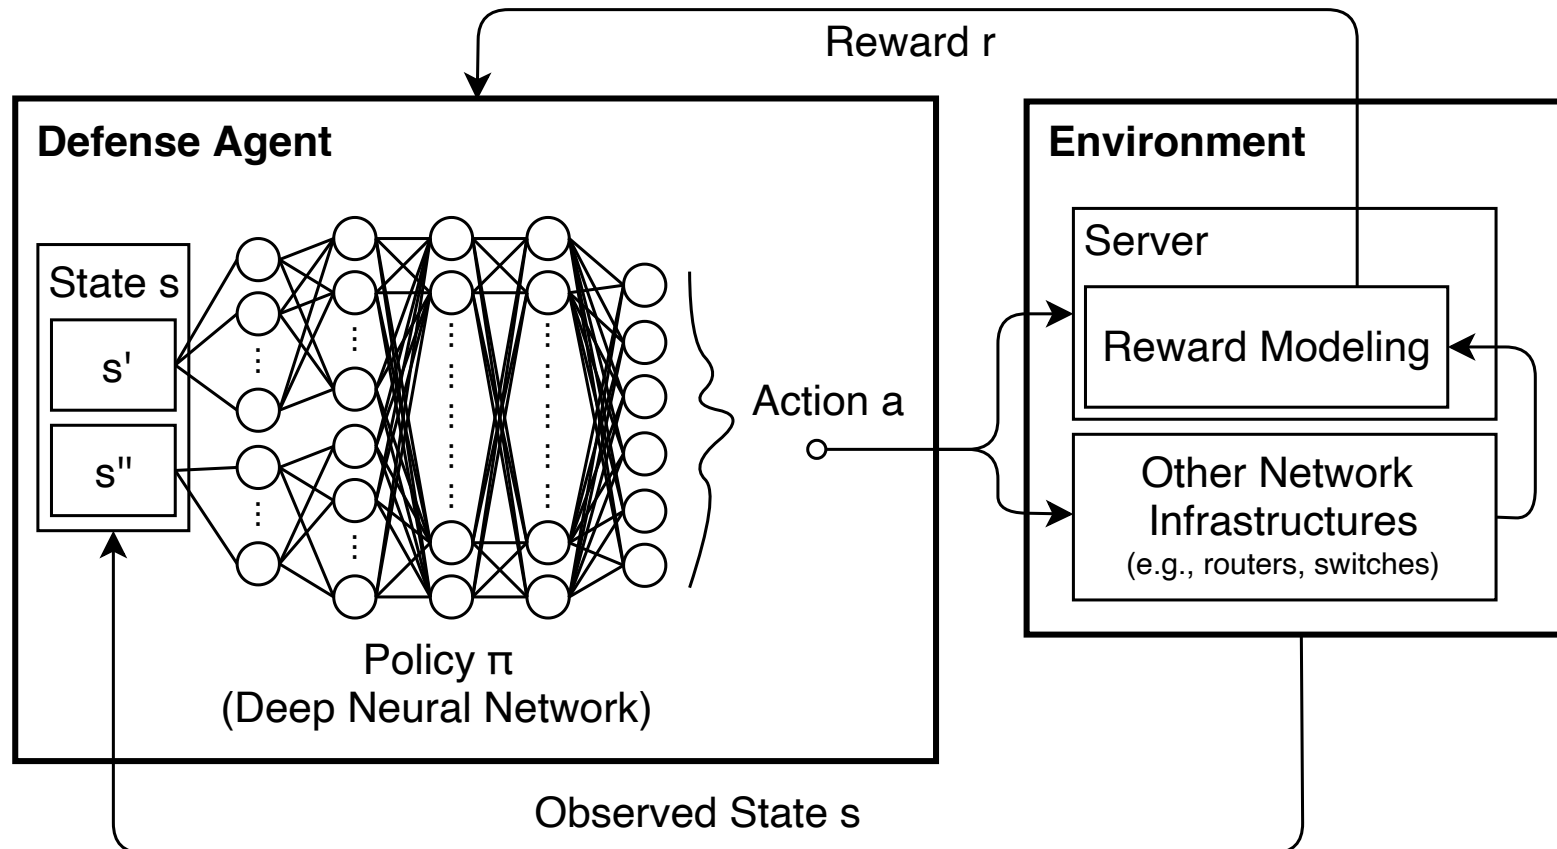 Reward r
Defense Agent
State s
s'
s"
Policy π
(Deep Neural Network)
Action a
Environment
Server
Reward Modeling
Other Network
Infrastructures
(e.g., routers, switches)
Observed State s